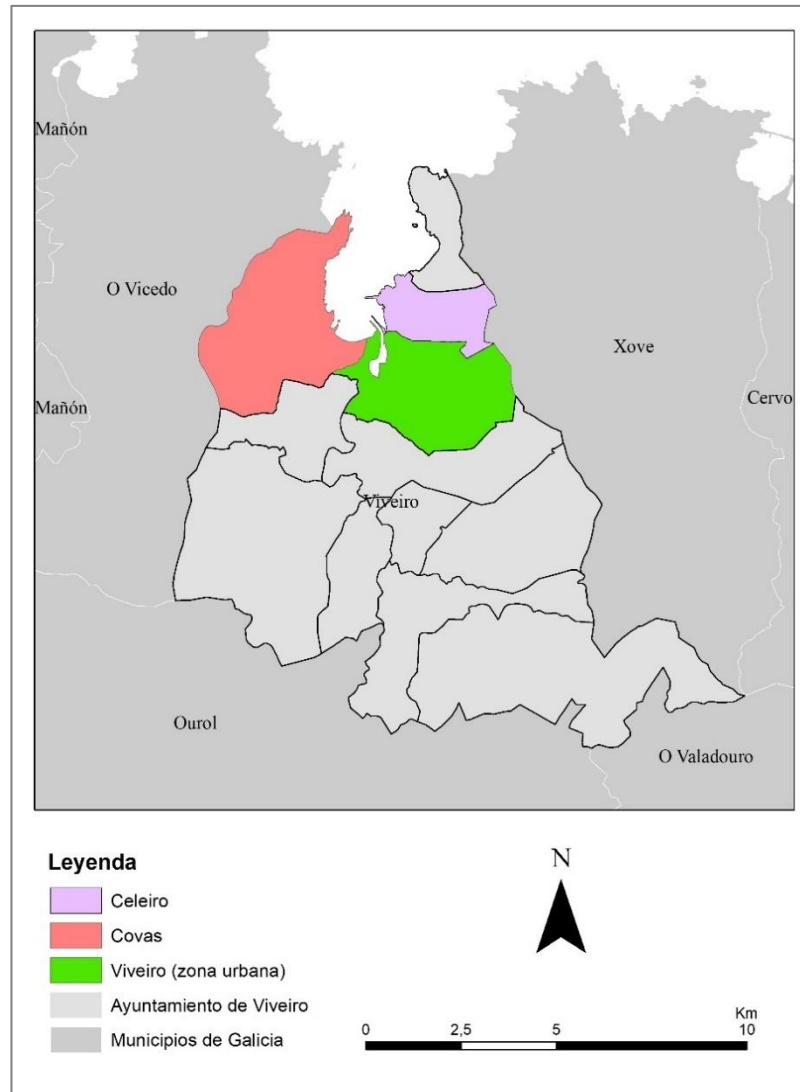 Mañón
O Vicedo
Xove
Mañón
Cervo
Viveiro
Ourol
O Valadouro
Leyenda
Celeiro
Covas
Viveiro (zona urbana)
Ayuntamiento de Viveiro
Municipios de Galicia
N
Km
0 2,5 5 10